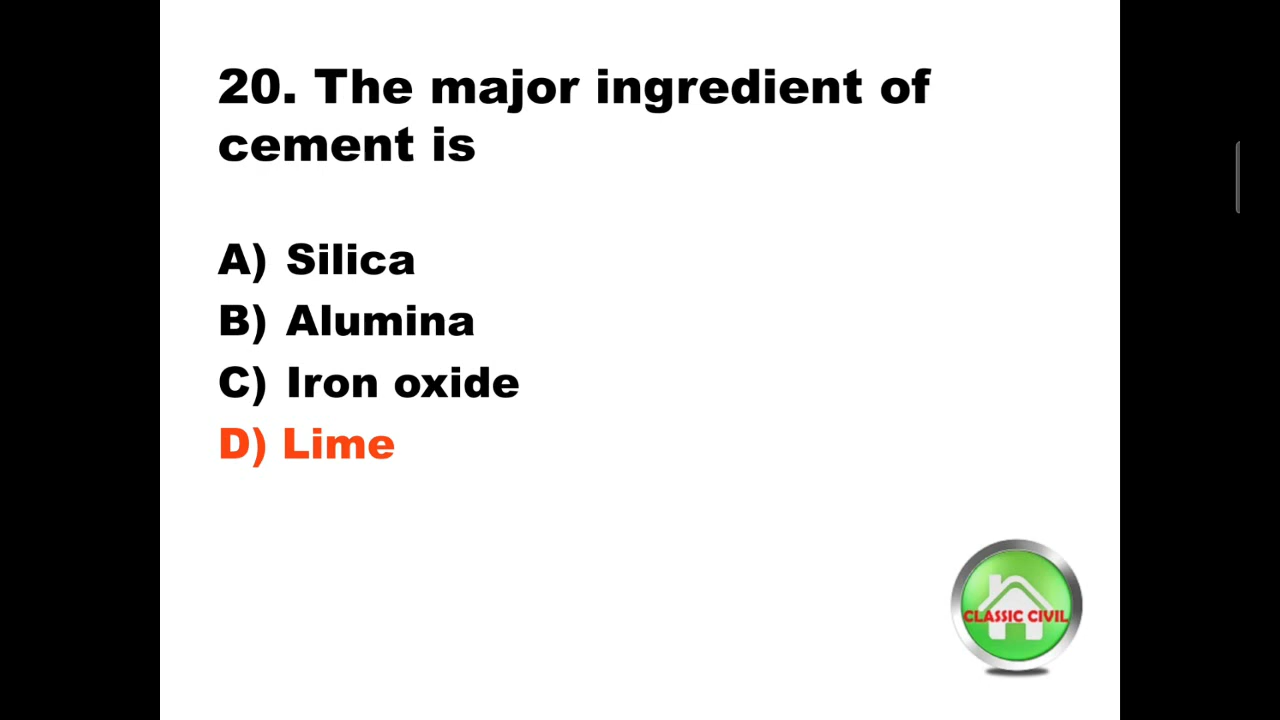 20. The major ingredient of
cement is
A) Silica
B) Alumina
C) Iron oxide
D) Lime
CLASSIC CIVIL